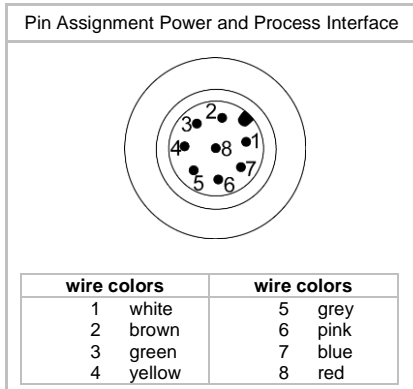 Pin Assignment Power and Process Interface
2
3
1
4
8
7
5
6
wire colors wire colors
1 white 5 grey
2 brown 6 pink
3 green 7 blue
4 yellow 8 red